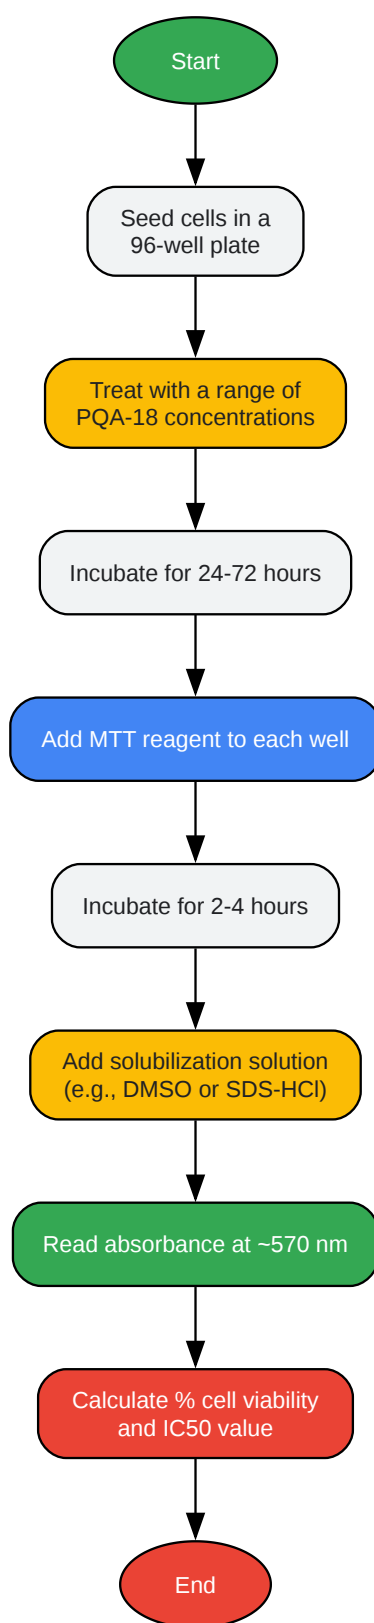 Start
Seed cells in a
96-well plate
Treat with a range of
PQA-18 concentrations
Incubate for 24-72 hours
Add MTT reagent to each well
Incubate for 2-4 hours
Add solubilization solution
(e.g., DMSO or SDS-HCl)
Read absorbance at ~570 nm
Calculate % cell viability
and IC50 value
End